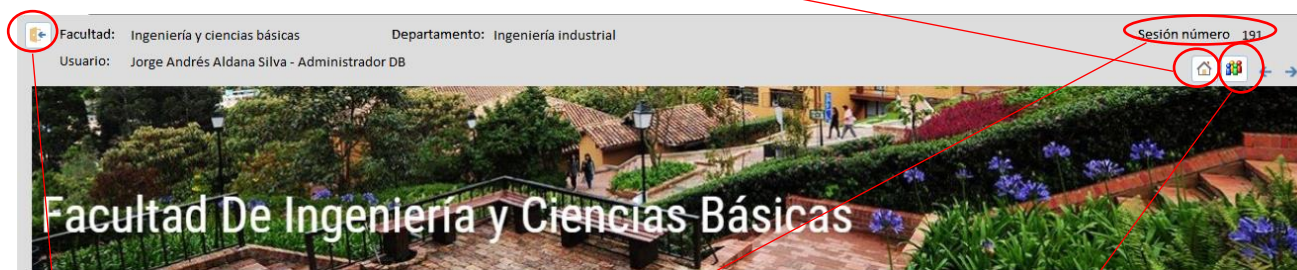 Facultad: Ingeniería y ciencias básicas Departamento: Ingeniería industrial Sesión número 191
Usuario: Jorge Andrés Aldana Silva - Administrador DB
Facultad De Ingeniería y Ciencias Básicas